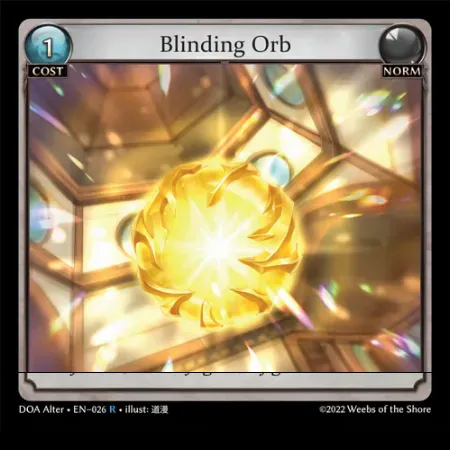 1
Blinding Orb
COST
NORM
DOA Alter • EN-026 R • illust: 道漫
©2022 Weebs of the Shore